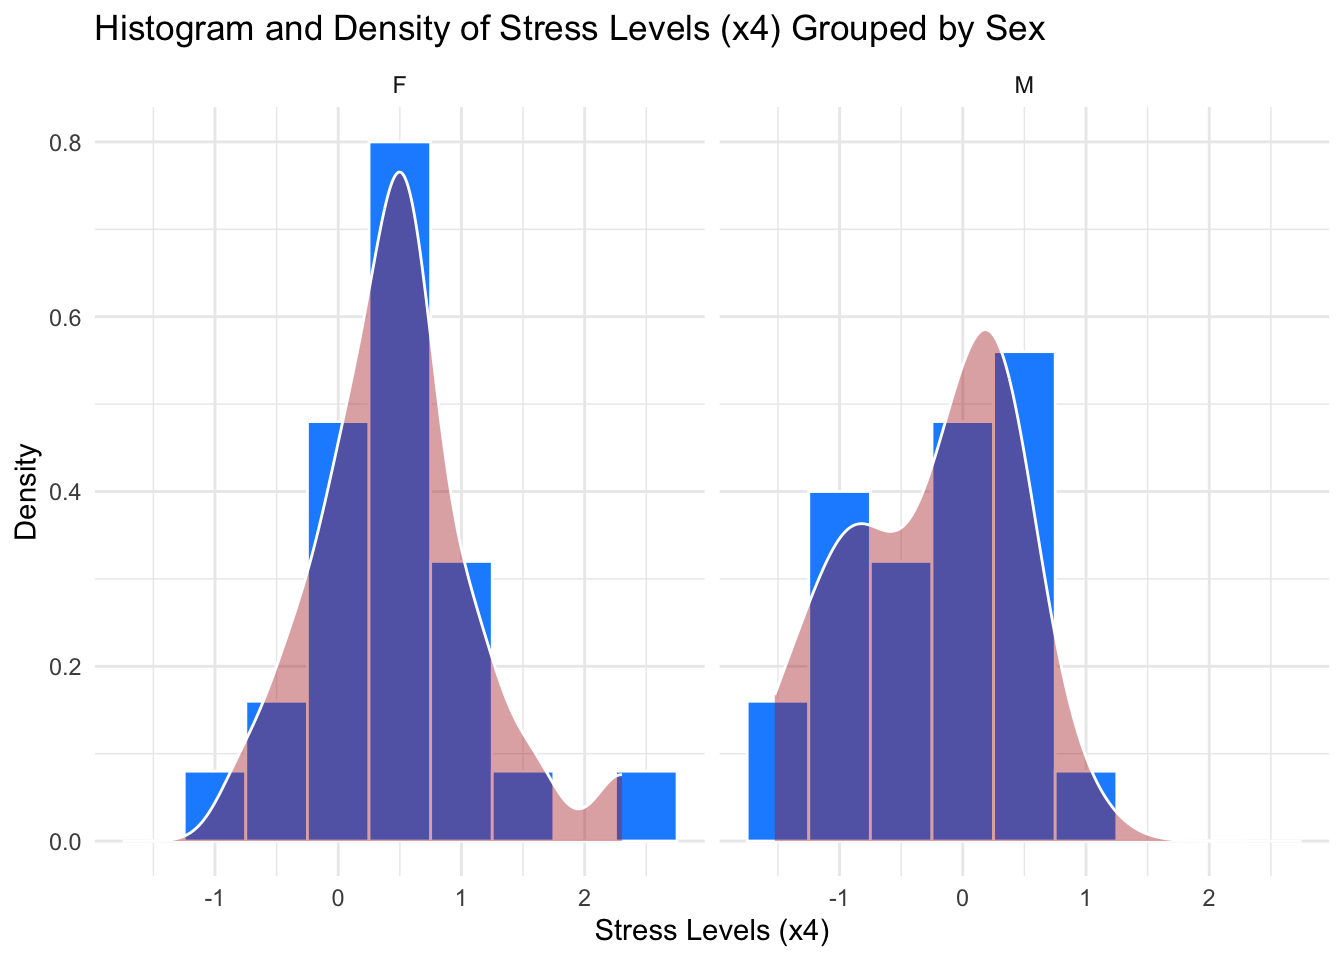 Histogram and Density of Stress Levels (x4) Grouped by Sex
F
M
0.8
0.6
0.4
0.2
0.0
Density
-1 0 1 2
-1 0 1 2
Stress Levels (x4)